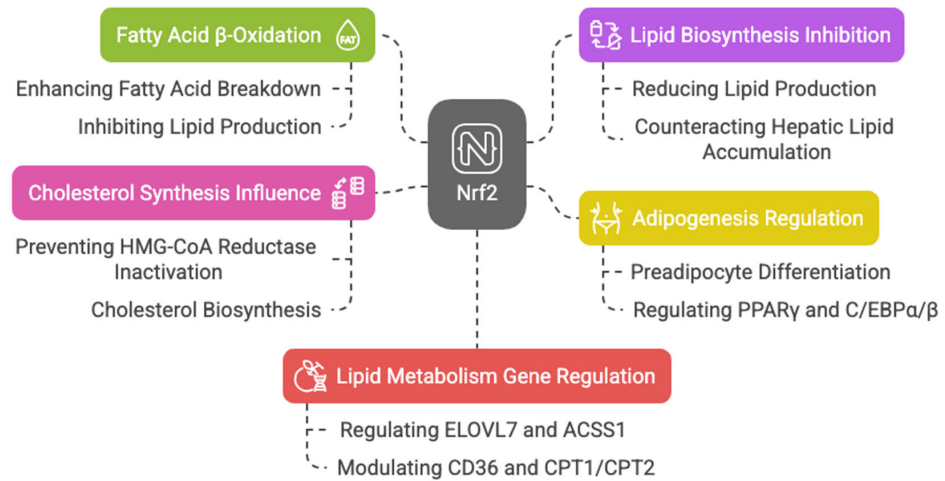 Fatty Acid β-Oxidation
FAT
Enhancing Fatty Acid Breakdown
Inhibiting Lipid Production
Cholesterol Synthesis Influence
Preventing HMG-CoA Reductase
Inactivation
Cholesterol Biosynthesis
N
Nrf2
Lipid Biosynthesis Inhibition
Reducing Lipid Production
Counteracting Hepatic Lipid
Accumulation
Adipogenesis Regulation
Preadipocyte Differentiation
Regulating PPARγ and C/EBPα/β
Lipid Metabolism Gene Regulation
Regulating ELOVL7 and ACSS1
Modulating CD36 and CPT1/CPT2